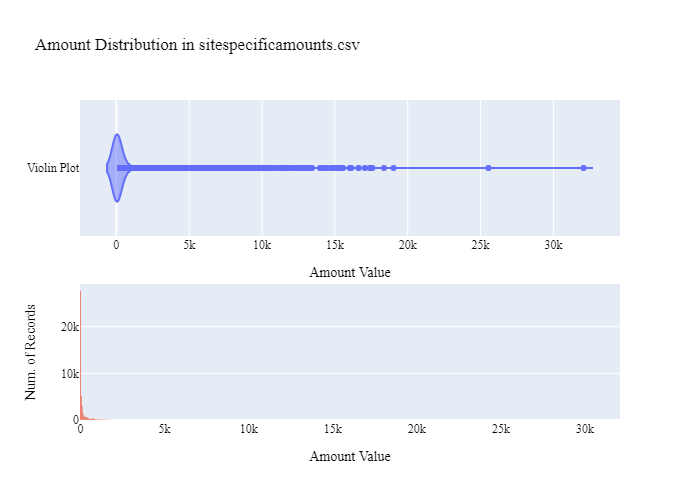 Amount Distribution in sitespecificamounts.csv
Violin Plot
0 5k 10k 15k 20k 25k 30k
Amount Value
Num. of Records
20k
10k
0
0 5k 10k 15k 20k 25k 30k
Amount Value